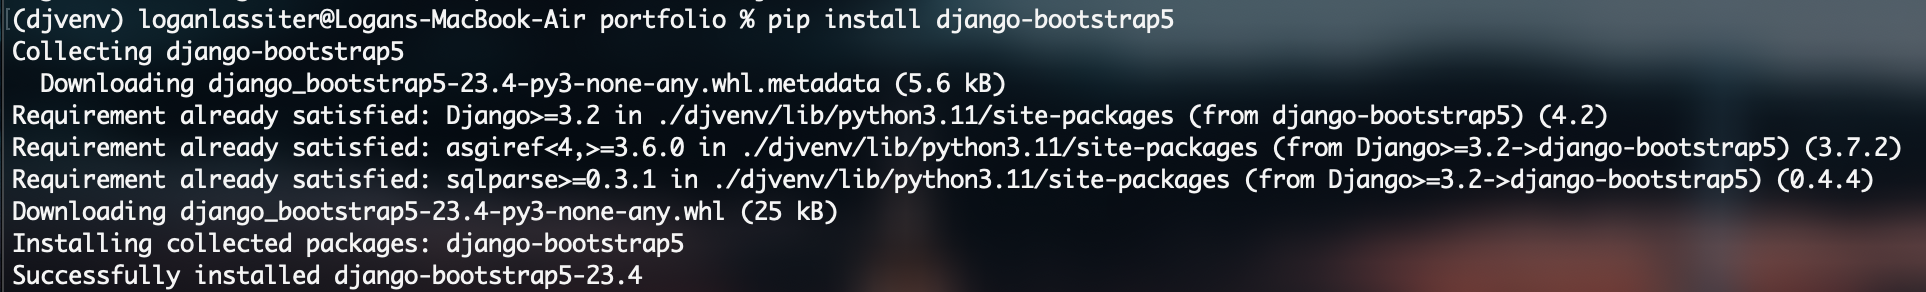 (djvenv) loganlassiter@Logans-MacBook-Air portfolio % pip install django-bootstrap5
Collecting django-bootstrap5
  Downloading django_bootstrap5-23.4-py3-none-any.whl.metadata (5.6 kB)
Requirement already satisfied: Django>=3.2 in ./djvenv/lib/python3.11/site-packages (from django-bootstrap5) (4.2)
Requirement already satisfied: asgiref<4,>=3.6.0 in ./djvenv/lib/python3.11/site-packages (from Django>=3.2->django-bootstrap5) (3.7.2)
Requirement already satisfied: sqlparse>=0.3.1 in ./djvenv/lib/python3.11/site-packages (from Django>=3.2->django-bootstrap5) (0.4.4)
Downloading django_bootstrap5-23.4-py3-none-any.whl (25 kB)
Installing collected packages: django-bootstrap5
Successfully installed django-bootstrap5-23.4